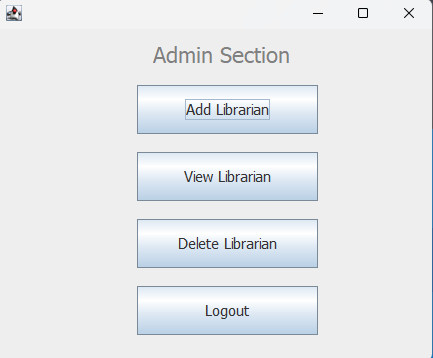 Admin Section
Add Librarian
View Librarian
Delete Librarian
Logout